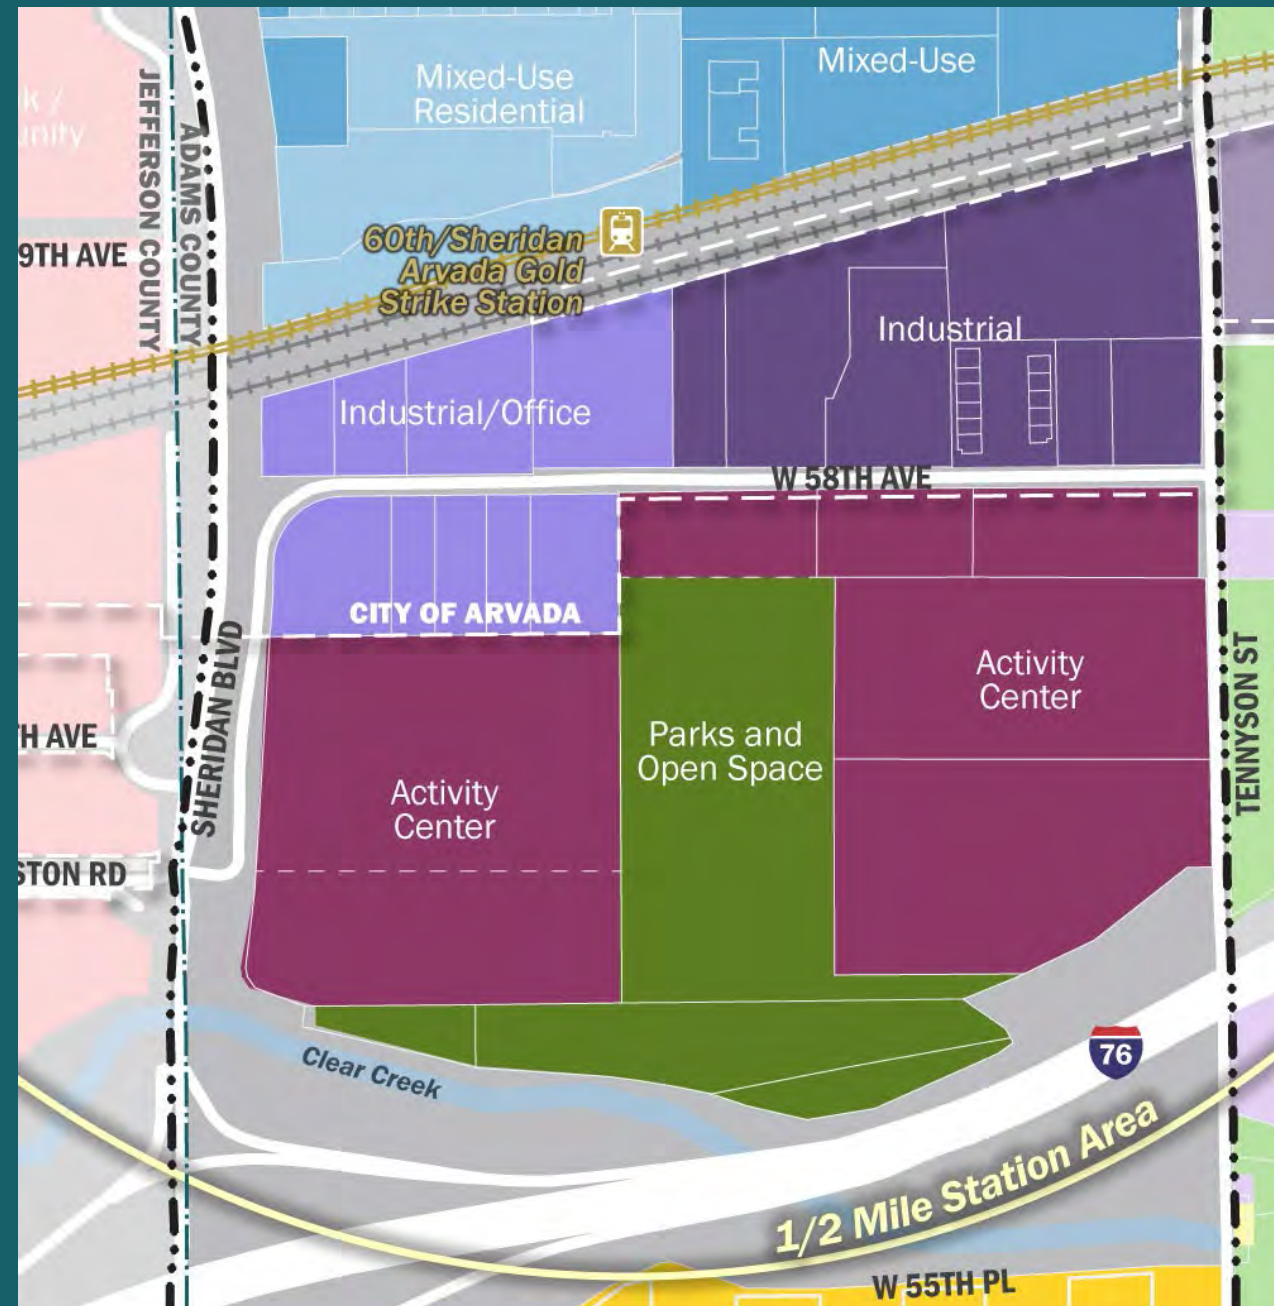 Mixed-Use
Residential
Mixed-Use
k /
unity
JEFFERSON COUNTY
ADAMS COUNTY
9TH AVE
60th/Sheridan
Arvada Gold
Strike Station
Industrial
Industrial/Office
W 58TH AVE
CITY OF ARVADA
SHERIDAN BLVD
TENNYSON ST
Activity
Center
Parks and
Open Space
H AVE
Activity
Center
STON RD
Clear Creek
76
1/2 Mile Station Area
W 55TH PL